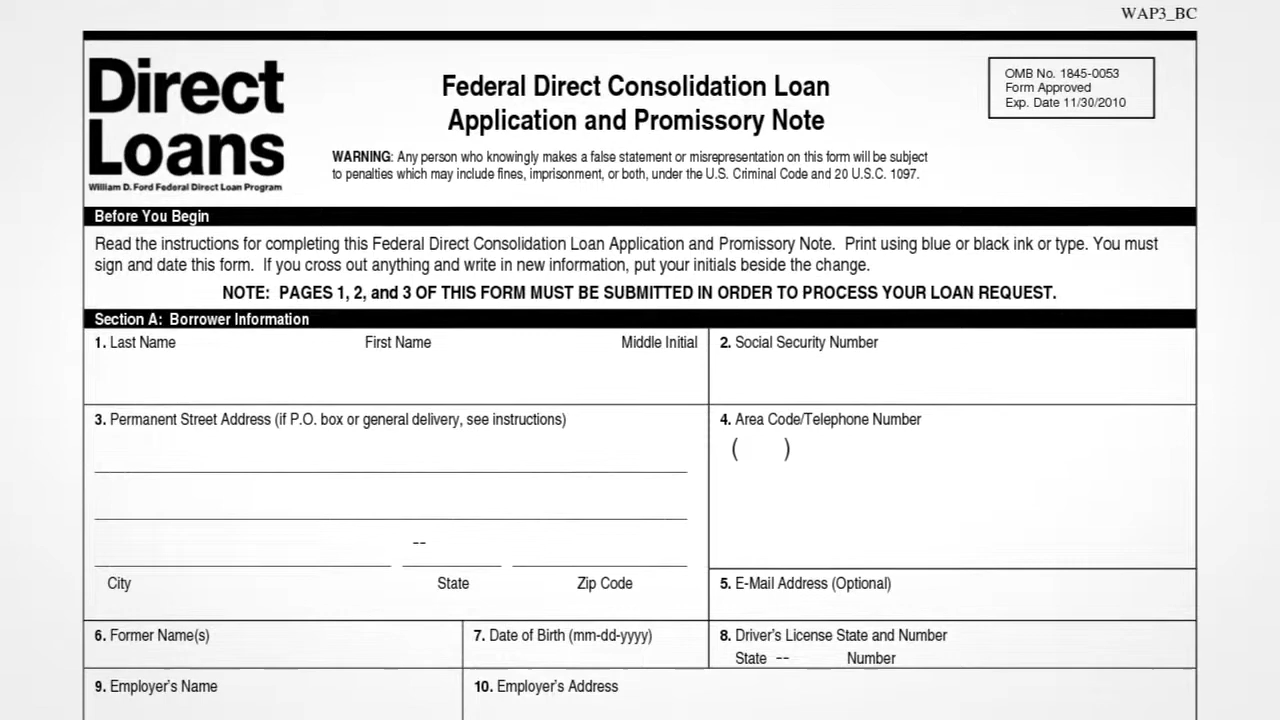 WAP3_BC
Direct
Loans
William D. Ford Federal Direct Loan Program
Federal Direct Consolidation Loan
Application and Promissory Note
WARNING: Any person who knowingly makes a false statement or misrepresentation on this form will be subject
to penalties which may include fines, imprisonment, or both, under the U.S. Criminal Code and 20 U.S.C. 1097.
OMB No. 1845-0053
Form Approved
Exp. Date 11/30/2010
Before You Begin
Read the instructions for completing this Federal Direct Consolidation Loan Application and Promissory Note. Print using blue or black ink or type. You must
sign and date this form. If you cross out anything and write in new information, put your initials beside the change.
NOTE: PAGES 1, 2, and 3 OF THIS FORM MUST BE SUBMITTED IN ORDER TO PROCESS YOUR LOAN REQUEST.
Section A: Borrower Information
1. Last Name First Name Middle Initial
2. Social Security Number
3. Permanent Street Address (if P.O. box or general delivery, see instructions)
--
City State Zip Code
4. Area Code/Telephone Number
( )
5. E-Mail Address (Optional)
6. Former Name(s)
7. Date of Birth (mm-dd-yyyy)
8. Driver's License State and Number
State -- Number
9. Employer's Name
10. Employer's Address